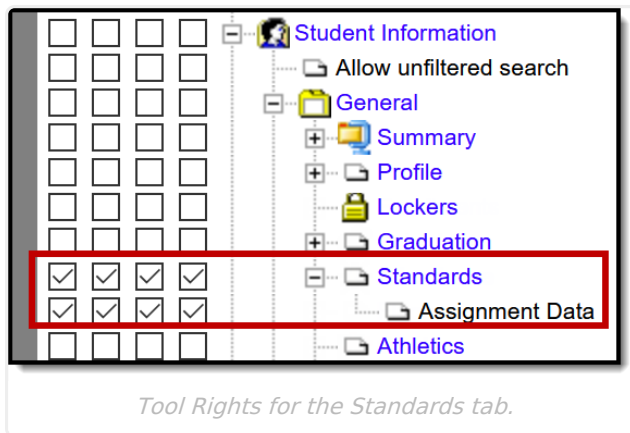 Student Information
Allow unfiltered search
General
Summary
Profile
Lockers
Graduation
Standards
Assignment Data
Athletics
Tool Rights for the Standards tab.